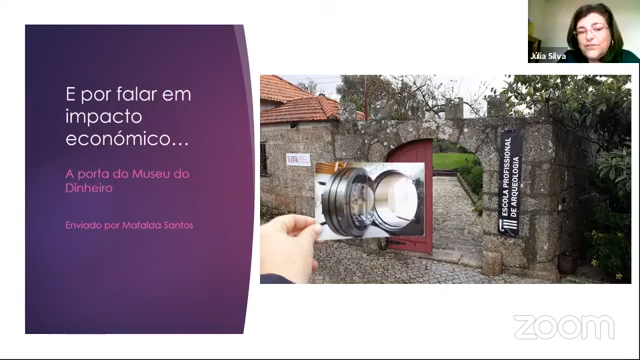 E por falar em
impacto
económico...
A porta do Museu do
Dinheiro
Enviado por Mafalda Santos
ESCOLA PROFISSIONAL
DE ARQUEOLOGIA
Júlia Silva
zoom